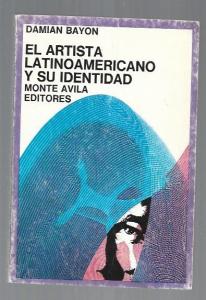 DAMIAN BAYON
EL ARTISTA
LATINOAMERICANO
Y SU IDENTIDAD
MONTE AVILA
EDITORES